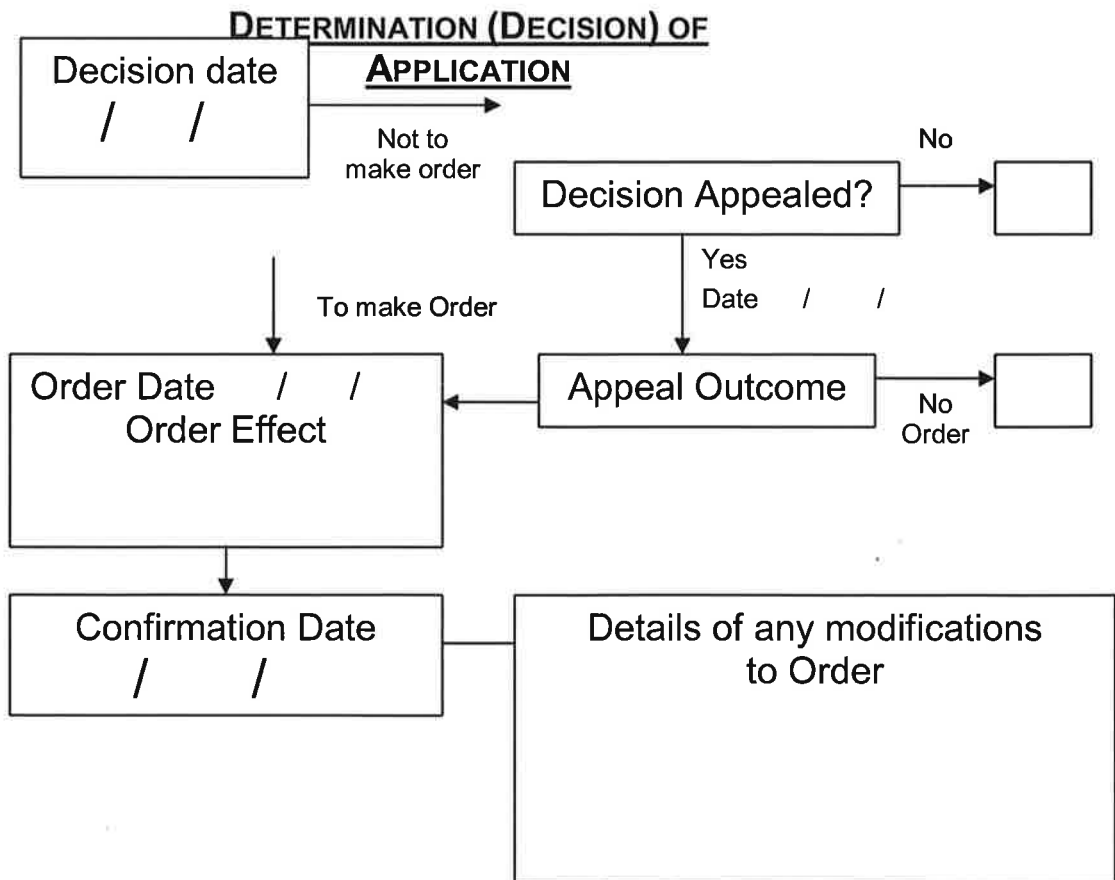 DETERMINATION (DECISION) OF
APPLICATION
Decision date
/ /
Not to
make order
No
Decision Appealed?
Yes
Date / /
To make Order
Order Date / /
Order Effect
Appeal Outcome
No
Order
Confirmation Date
/ /
Details of any modifications
to Order